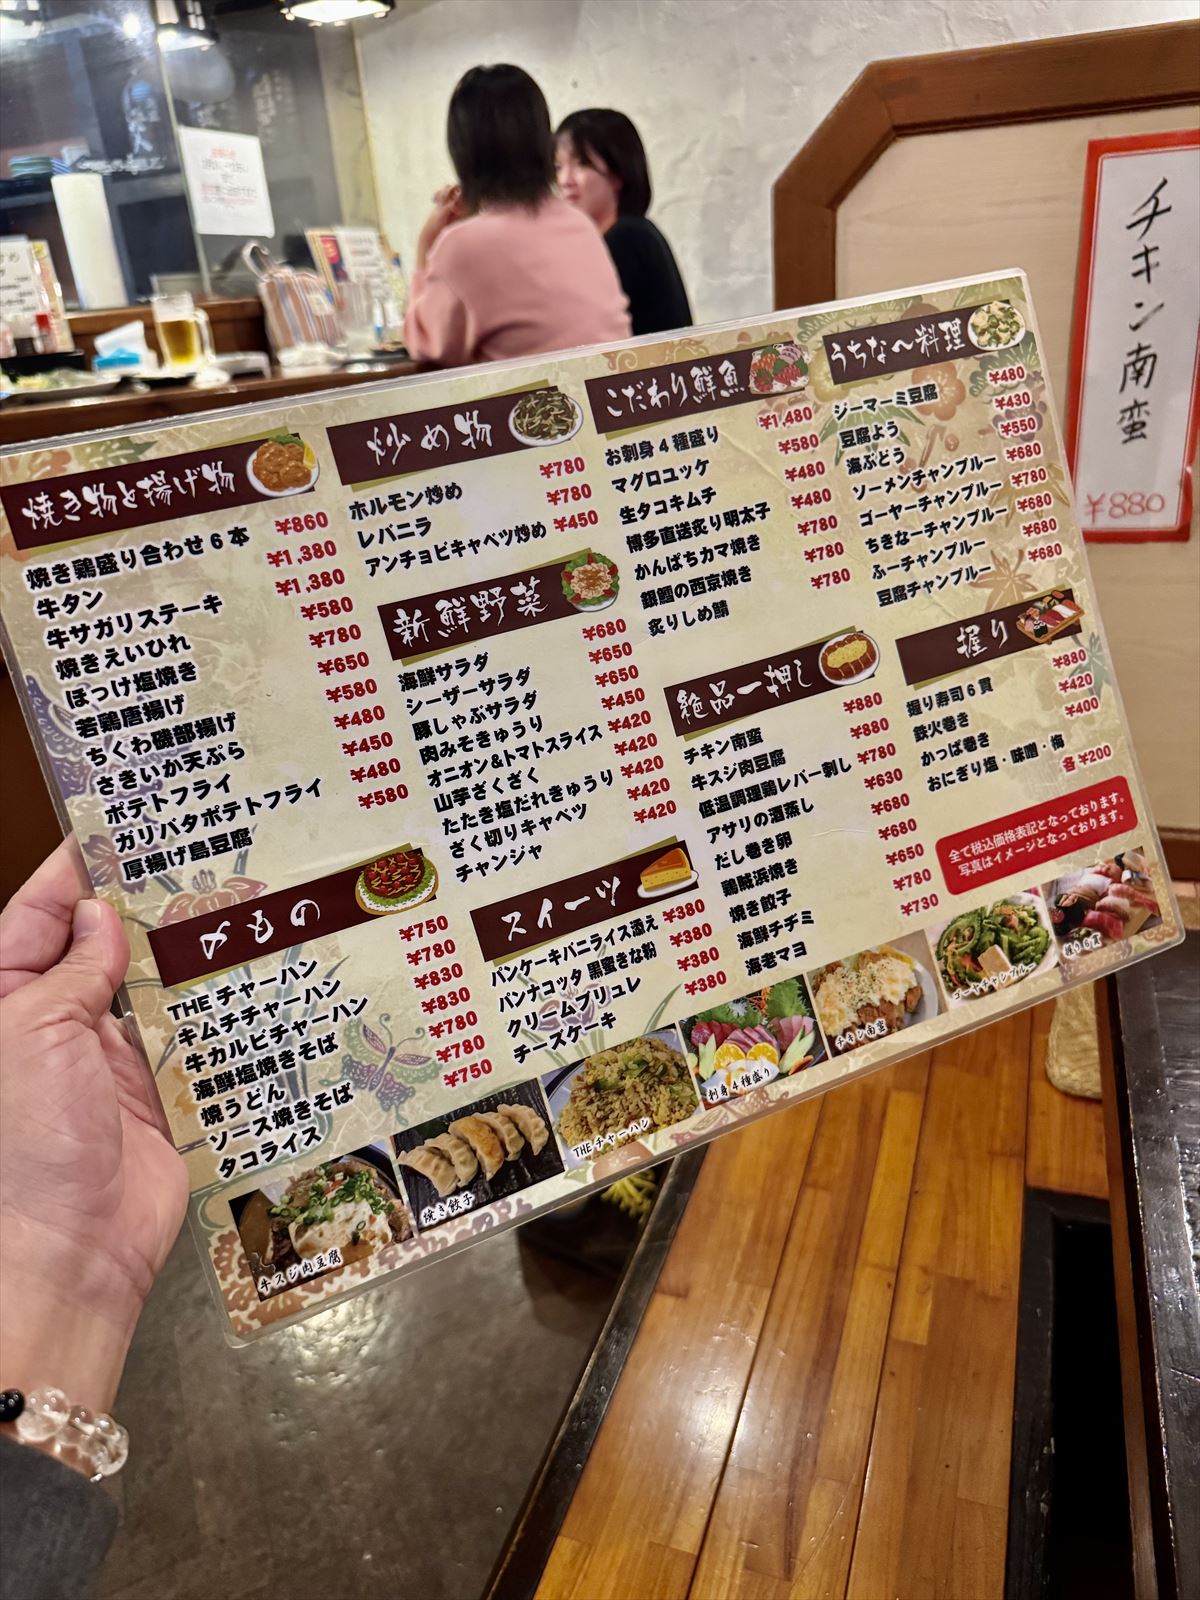 焼き物と揚げ物
焼き鶏盛り合わせ6本 ¥860
牛タン ¥1,380
牛サガリステーキ ¥1,380
焼きえいひれ ¥580
ほっけ塩焼き ¥780
若鶏唐揚げ ¥650
ちくわ磯部揚げ ¥580
さきいか天ぷら ¥480
ポテトフライ ¥450
ガリバタポテトフライ ¥480
厚揚げ島豆腐 ¥580
〆もの
THEチャーハン ¥750
キムチチャーハン ¥780
牛カルビチャーハン ¥830
海鮮塩焼きそば ¥830
焼うどん ¥780
ソース焼きそば ¥780
タコライス ¥750
炒め物
ホルモン炒め ¥780
レバニラ ¥780
アンチョビキャベツ炒め ¥450
新鮮野菜
海鮮サラダ ¥680
シーザーサラダ ¥650
豚しゃぶサラダ ¥650
肉みそきゅうり ¥450
オニオン&トマトスライス ¥420
山芋ざくざく ¥420
たたき塩だれきゅうり ¥420
ざく切りキャベツ ¥420
チャンジャ ¥420
スイーツ
パンケーキバニライス添え ¥380
パンナコッタ 黒蜜きな粉 ¥380
クリームブリュレ ¥380
チーズケーキ ¥380
こだわり鮮魚
お刺身4種盛り ¥1,480
マグロユッケ ¥580
生タコキムチ ¥480
博多直送炙り明太子 ¥480
かんぱちカマ焼き ¥780
銀鱈の西京焼き ¥780
炙りしめ鯖 ¥780
絶品一押し
チキン南蛮 ¥880
牛スジ肉豆腐 ¥880
低温調理鶏レバー刺し ¥780
アサリの酒蒸し ¥630
だし巻き卵 ¥680
鶏賊浜焼き ¥680
焼き餃子 ¥650
海鮮チヂミ ¥780
海老マヨ ¥730
うちな〜料理
ジーマーミ豆腐 ¥480
豆腐よう ¥430
海ぶどう ¥550
ソーメンチャンプルー ¥680
ゴーヤーチャンプルー ¥780
ちきなーチャンプルー ¥680
ふーチャンプルー ¥680
豆腐チャンプルー ¥680
握り
握り寿司6貫 ¥880
鉄火巻き ¥420
かっぱ巻き ¥400
おにぎり塩・味噌・梅 各¥200
全て税込価格表記となっております。
写真はイメージとなっております。
牛スジ肉豆腐
焼き餃子
THEチャーハン
刺身4種盛り
チキン南蛮
ゴーヤチャンプルー
握り6貫
チキン南蛮
¥880